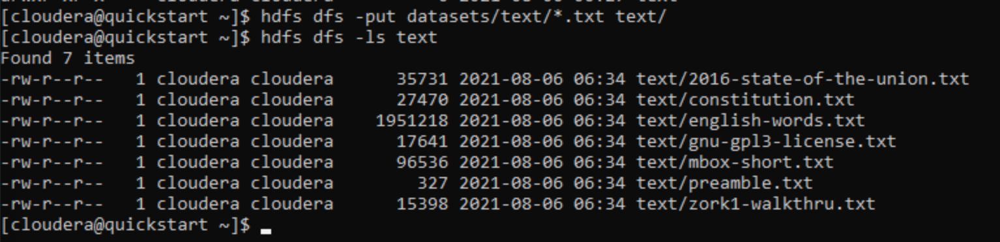 [cloudera@quickstart ~]$ hdfs dfs -put datasets/text/*.txt text/
[cloudera@quickstart ~]$ hdfs dfs -ls text
Found 7 items
-rw-r--r--   1 cloudera cloudera      35731 2021-08-06 06:34 text/2016-state-of-the-union.txt
-rw-r--r--   1 cloudera cloudera      27470 2021-08-06 06:34 text/constitution.txt
-rw-r--r--   1 cloudera cloudera    1951218 2021-08-06 06:34 text/english-words.txt
-rw-r--r--   1 cloudera cloudera      17641 2021-08-06 06:34 text/gnu-gpl3-license.txt
-rw-r--r--   1 cloudera cloudera      96536 2021-08-06 06:34 text/mbox-short.txt
-rw-r--r--   1 cloudera cloudera        327 2021-08-06 06:34 text/preamble.txt
-rw-r--r--   1 cloudera cloudera      15398 2021-08-06 06:34 text/zork1-walkthru.txt
[cloudera@quickstart ~]$